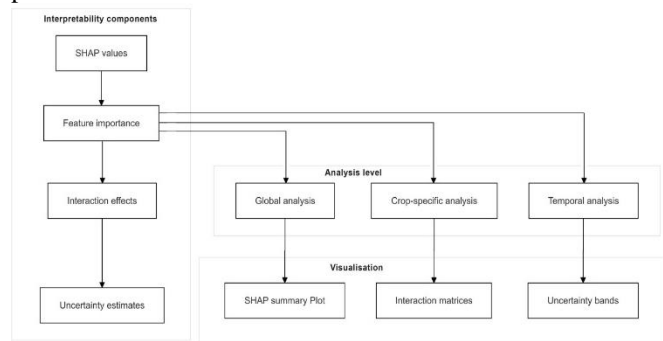 Interpretability components
SHAP values
Feature importance
Analysis level
Interaction effects
Global analysis
Crop-specific analysis
Temporal analysis
Visualisation
Uncertainty estimates
SHAP summary Plot
Interaction matrices
Uncertainty bands